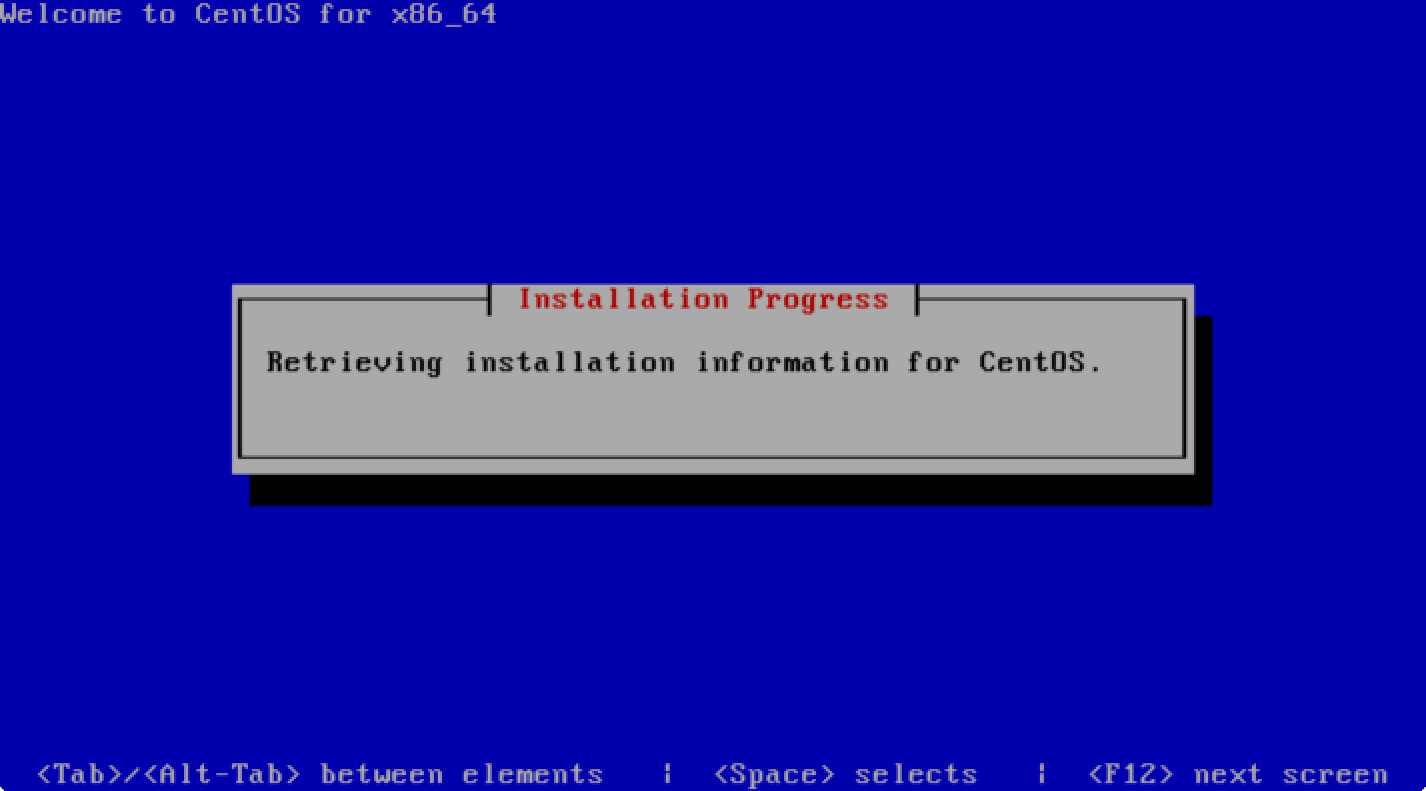 Welcome to CentOS for x86_64
Installation Progress
Retrieving installation information for CentOS.
<Tab>/<Alt-Tab> between elements | <Space> selects | <F12> next screen